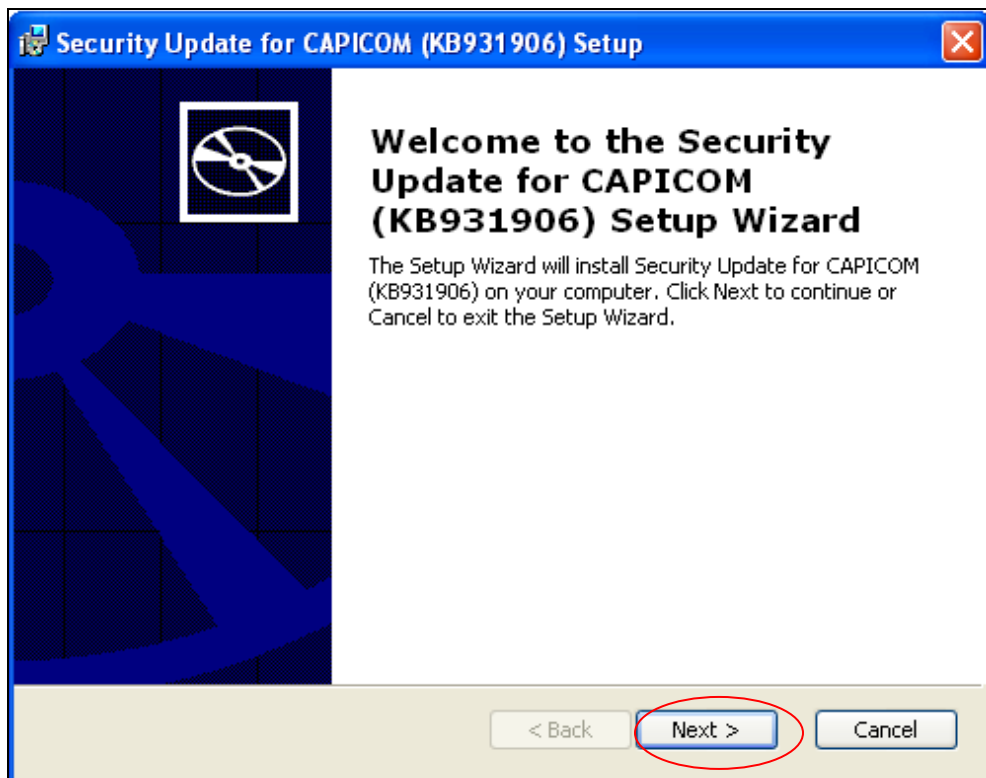 Security Update for CAPICOM (KB931906) Setup
Welcome to the Security
Update for CAPICOM
(KB931906) Setup Wizard
The Setup Wizard will install Security Update for CAPICOM
(KB931906) on your computer. Click Next to continue or
Cancel to exit the Setup Wizard.
< Back Next > Cancel